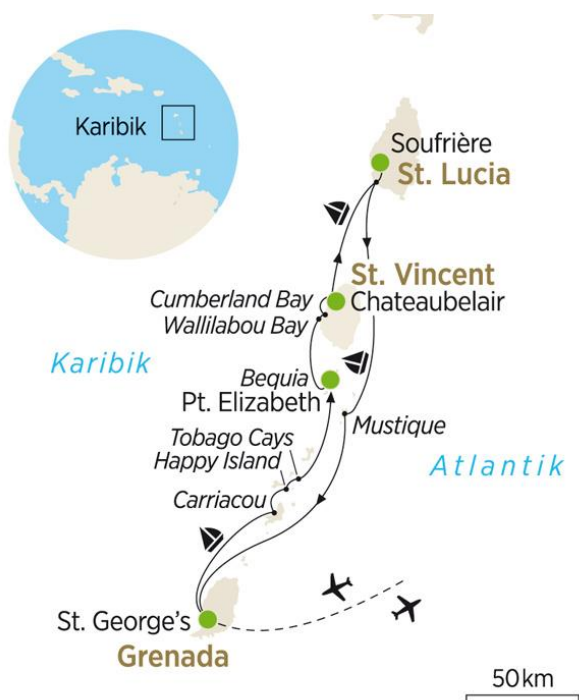 Karibik
Soufrière
St. Lucia
St. Vincent
Cumberland Bay
Chateaubelair
Wallilabou Bay
Karibik
Bequia
Pt. Elizabeth
Mustique
Tobago Cays
Happy Island
Atlantik
Carriacou
St. George's
Grenada
50 km